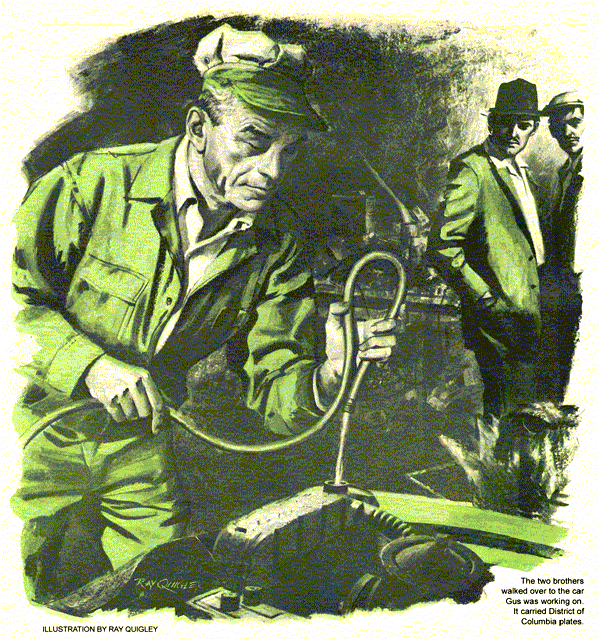 RAY QUIGLEY
The two brothers
walked over to the car
Gus was working on.
It carried District of
Columbia plates.
ILLUSTRATION BY RAY QUIGLEY